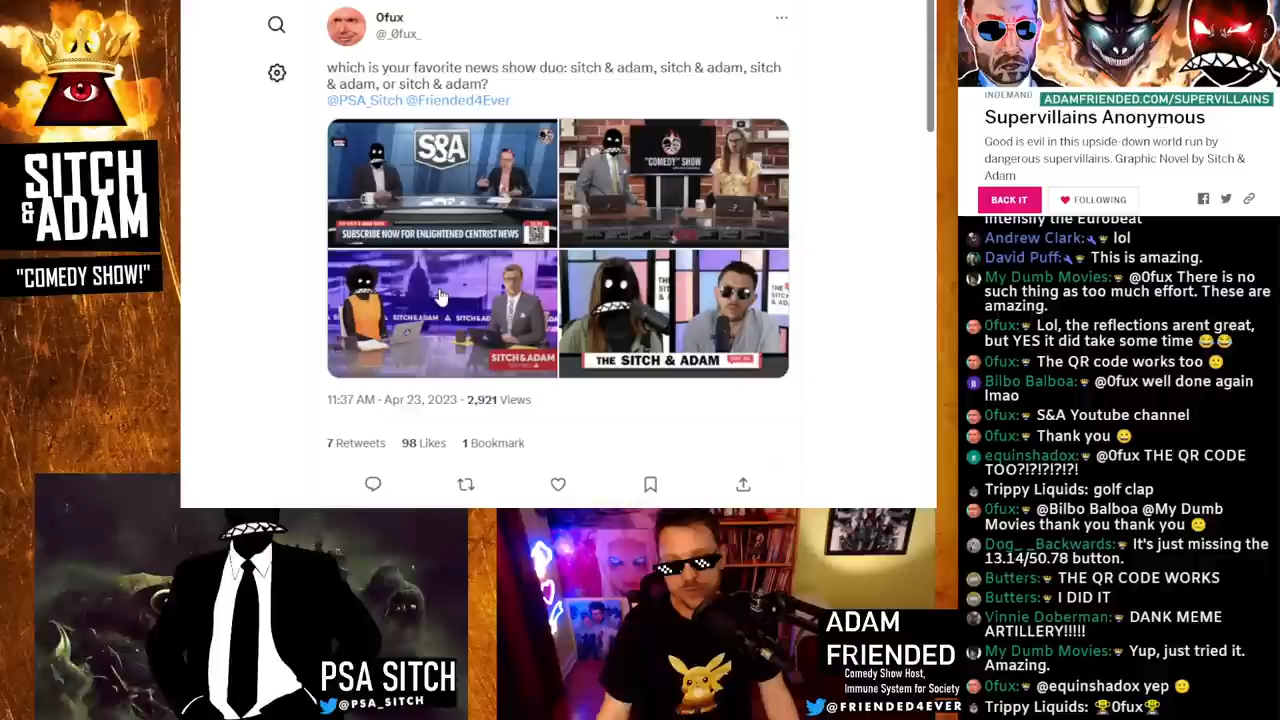 SITCH
& ADAM
"COMEDY SHOW!"
0fux
@_0fux_
which is your favorite news show duo: sitch & adam, sitch & adam, sitch
& adam, or sitch & adam?
@PSA_Sitch @Friended4Ever
S&A
SUBSCRIBE NOW FOR ENLIGHTENED CENTRIST NEWS
"COMEDY" SHOW
SITCH & ADAM
SITCH & ADAM
THE SITCH & ADAM
11:37 AM · Apr 23, 2023 · 2,921 Views
7 Retweets 98 Likes 1 Bookmark
PSA SITCH
@PSA_SITCH
ADAM
FRIENDED
Comedy Show Host,
Immune System for Society
@FRIENDED4EVER
INDEMAND
ADAMFRIENDED.COM/SUPERVILLAINS
Supervillains Anonymous
Good is evil in this upside-down world run by
dangerous supervillains. Graphic Novel by Sitch &
Adam
BACK IT
FOLLOWING
intensify the Eurobeat
Andrew Clark: lol
David Puff: This is amazing.
My Dumb Movies: @0fux There is no
such thing as too much effort. These are
amazing.
0fux: Lol, the reflections arent great,
but YES it did take some time 😂😂
0fux: The QR code works too 🙂
Bilbo Balboa: @0fux well done again
lmao
0fux: S&A Youtube channel
0fux: Thank you 😀
equinshadox: @0fux THE QR CODE
TOO?!?!?!?!?!
Trippy Liquids: golf clap
0fux: @Bilbo Balboa @My Dumb
Movies thank you thank you 🙂
Dog_ _Backwards: It's just missing the
13.14/50.78 button.
Butters: THE QR CODE WORKS
Butters: I DID IT
Vinnie Doberman: DANK MEME
ARTILLERY!!!!!
My Dumb Movies: Yup, just tried it.
Amazing.
0fux: @equinshadox yep 🙂
Trippy Liquids: 🏆0fux🏆